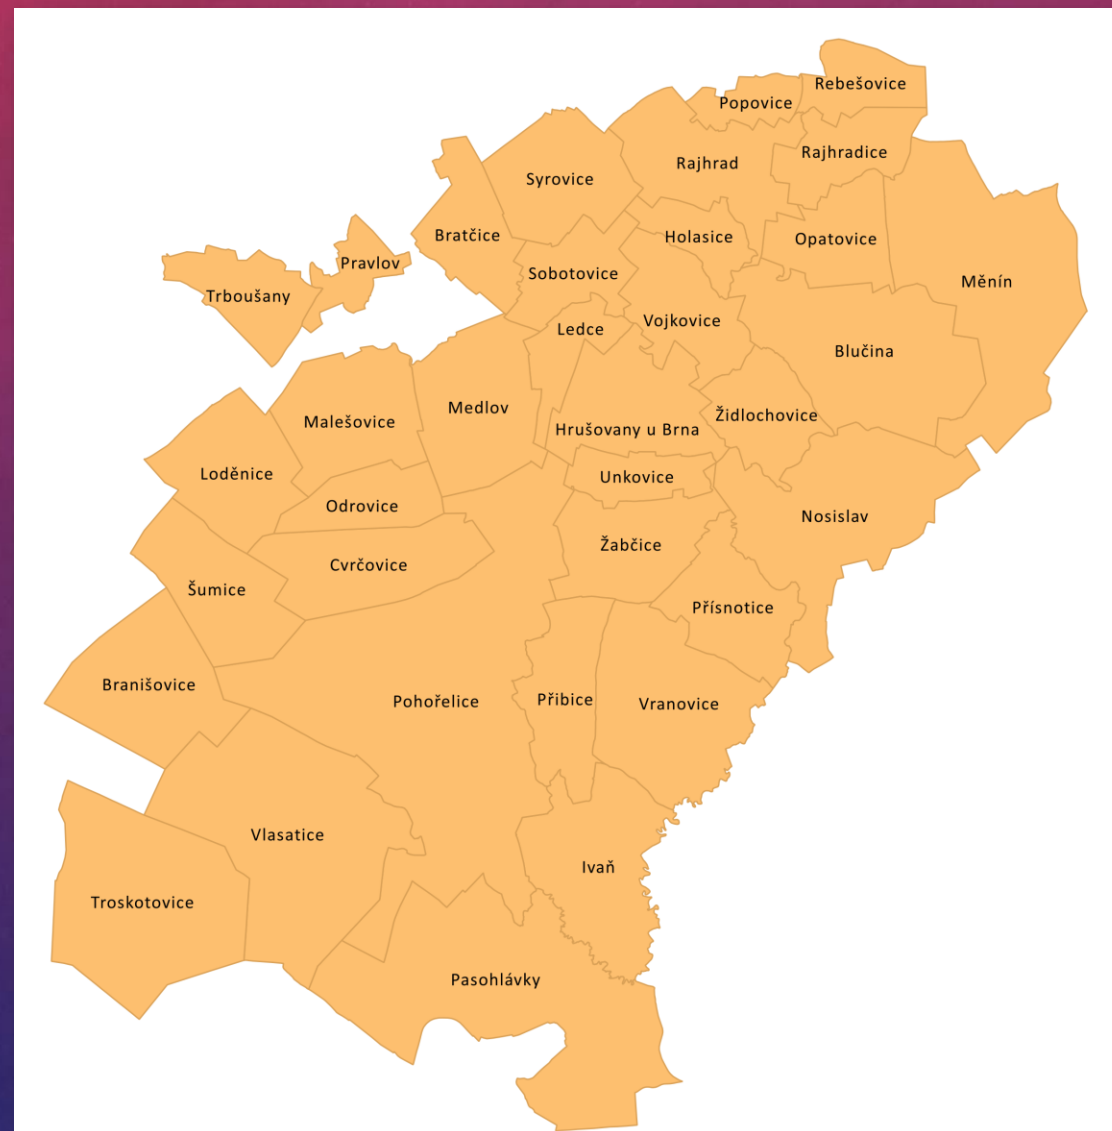 Rebešovice
Popovice
Rajhradice
Rajhrad
Syrovice
Bratčice
Holasice
Opatovice
Pravlov
Sobotovice
Měnín
Trboušany
Vojkovice
Ledce
Blučina
Medlov
Židlochovice
Malešovice
Hrušovany u Brna
Loděnice
Unkovice
Odrovice
Nosislav
Žabčice
Cvrčovice
Šumice
Přísnotice
Branišovice
Přibice
Pohořelice
Vranovice
Vlasatice
Ivaň
Troskotovice
Pasohlávky